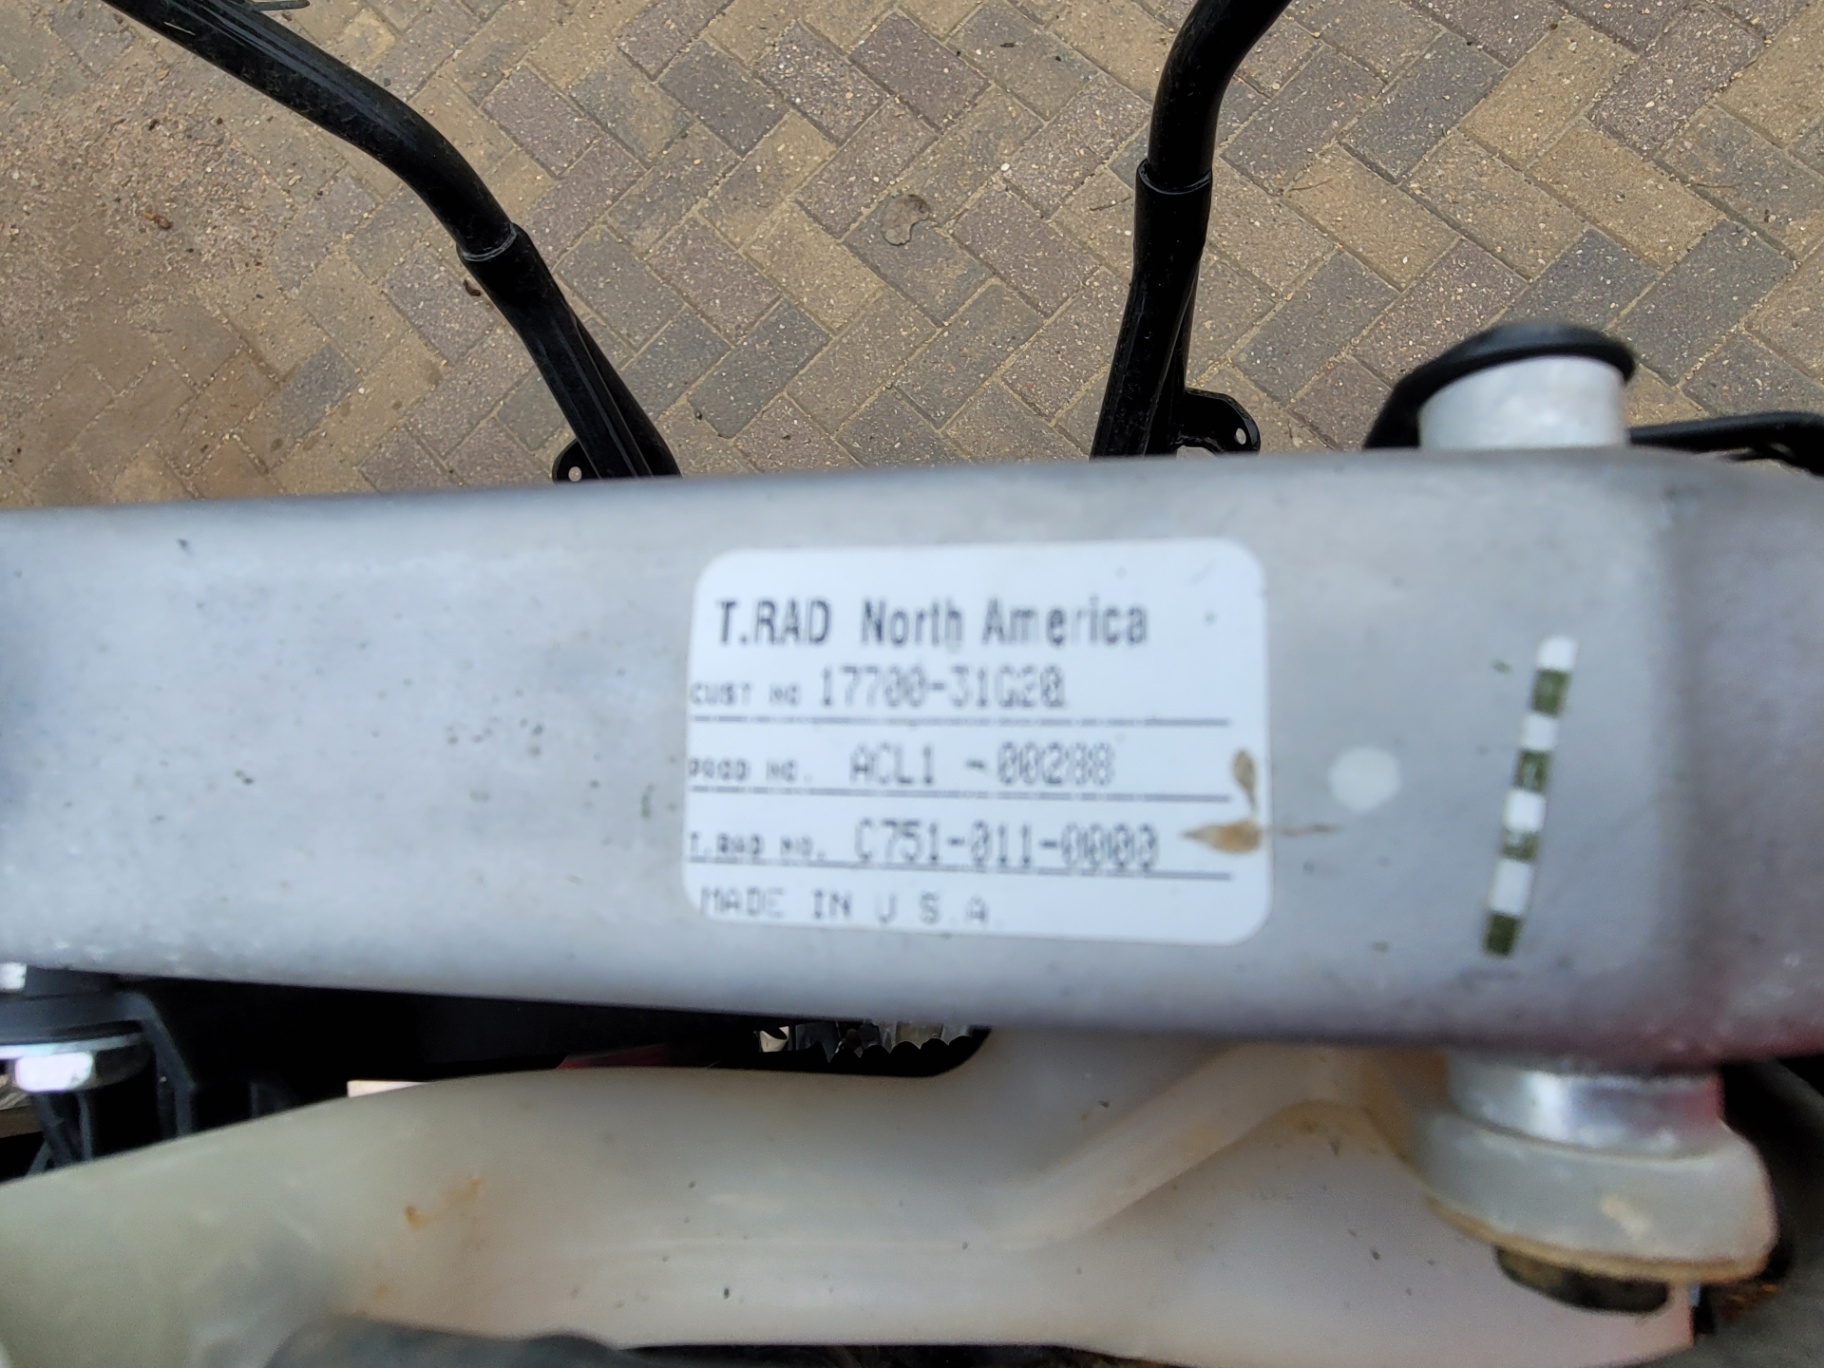 T.RAD North America
CUST NO 17700-31G20
PROD NO. ACL1 -00288
T.RAD NO. C751-011-0000
MADE IN U S A